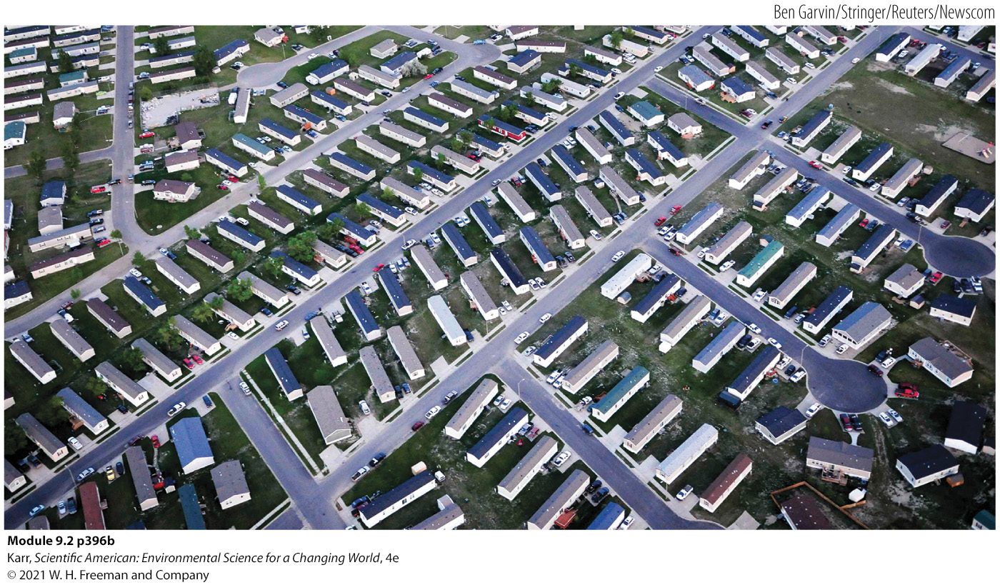 Ben Garvin/Stringer/Reuters/Newscom
Module 9.2 p396b
Karr, Scientific American: Environmental Science for a Changing World, 4e
© 2021 W. H. Freeman and Company